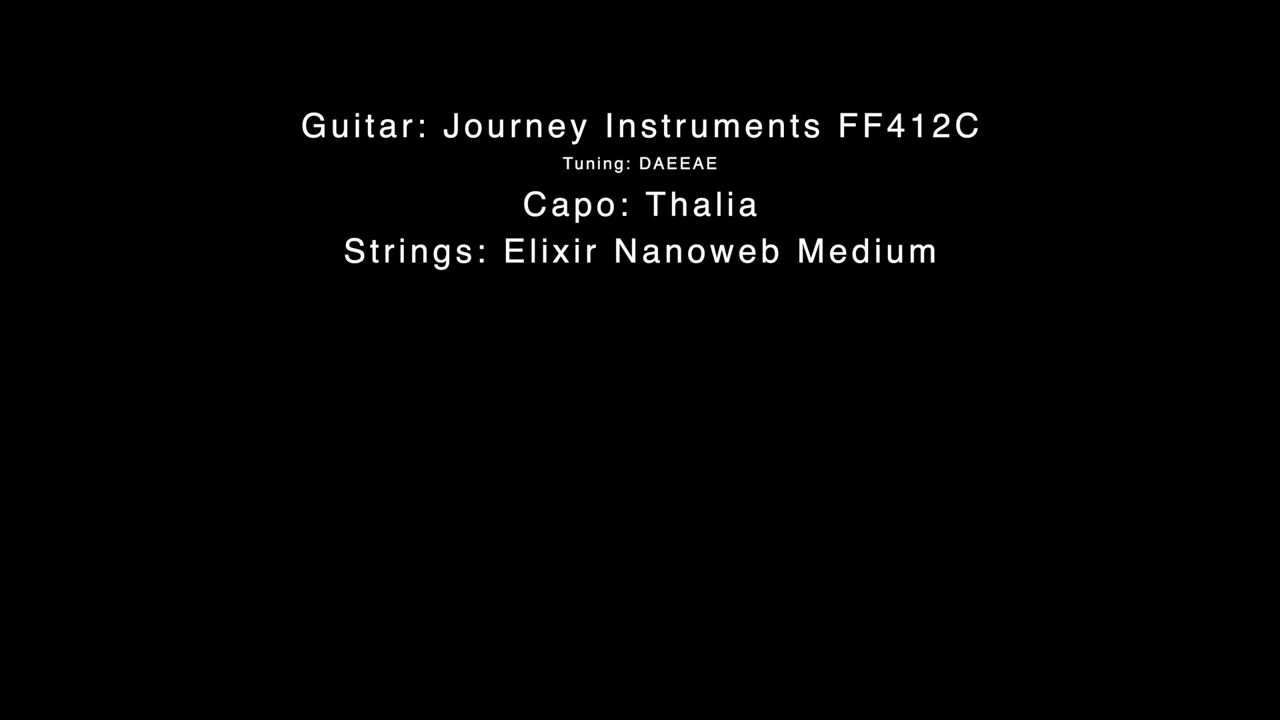 Guitar: Journey Instruments FF412C
Tuning: DAEEAE
Capo: Thalia
Strings: Elixir Nanoweb Medium